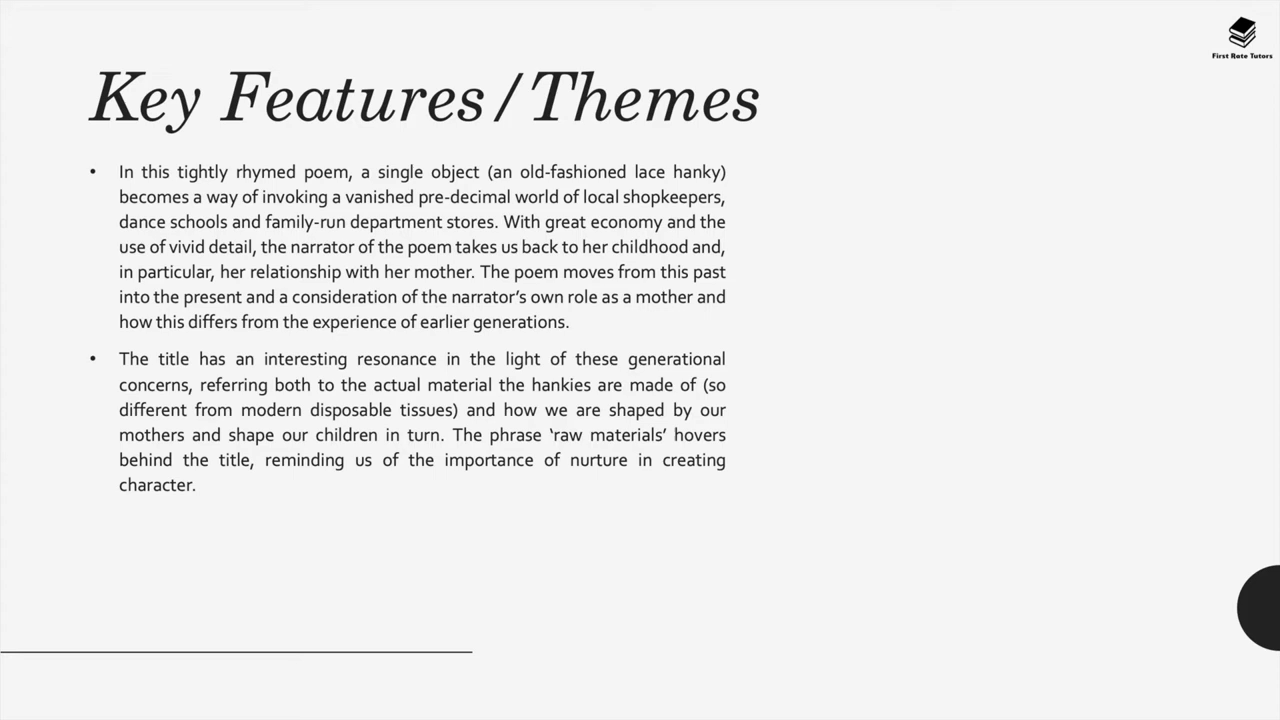 First Rate Tutors
Key Features/Themes
• In this tightly rhymed poem, a single object (an old-fashioned lace hanky)
becomes a way of invoking a vanished pre-decimal world of local shopkeepers,
dance schools and family-run department stores. With great economy and the
use of vivid detail, the narrator of the poem takes us back to her childhood and,
in particular, her relationship with her mother. The poem moves from this past
into the present and a consideration of the narrator’s own role as a mother and
how this differs from the experience of earlier generations.
• The title has an interesting resonance in the light of these generational
concerns, referring both to the actual material the hankies are made of (so
different from modern disposable tissues) and how we are shaped by our
mothers and shape our children in turn. The phrase ‘raw materials’ hovers
behind the title, reminding us of the importance of nurture in creating
character.